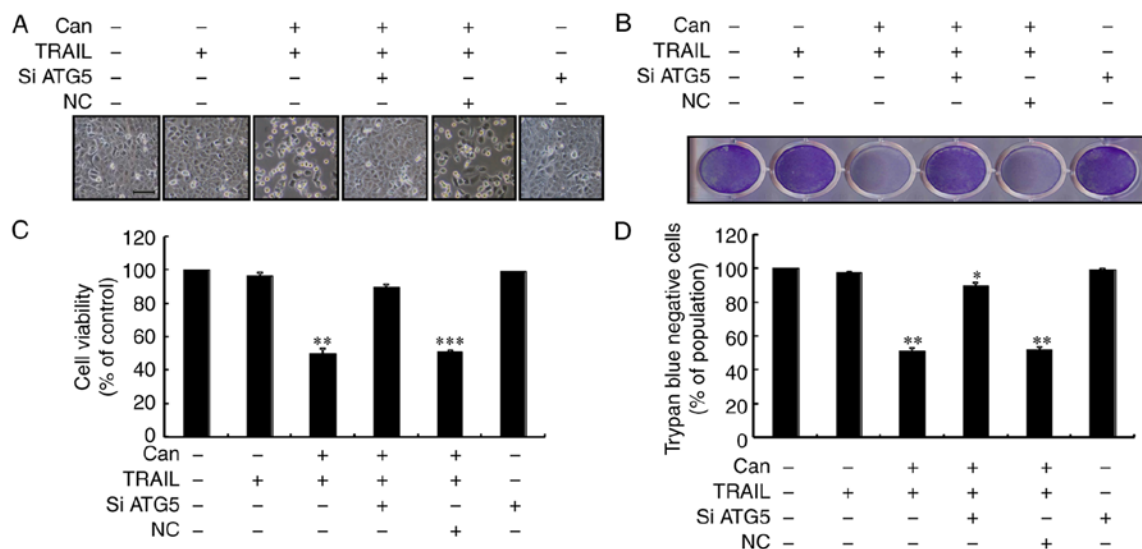 A
Can – – + + + –
TRAIL – + + + + –
Si ATG5 – – – + – +
NC – – – – + –
B
Can – – + + + –
TRAIL – + + + + –
Si ATG5 – – – + – +
NC – – – – + –
C
Cell viability
(% of control)
120
100
80
60
40
20
0
** ***
Can – – + + + –
TRAIL – + + + + –
Si ATG5 – – – + – +
NC – – – – + –
D
Trypan blue negative cells
(% of population)
120
100
80
60
40
20
0
** * **
Can – – + + + –
TRAIL – + + + + –
Si ATG5 – – – + – +
NC – – – – + –